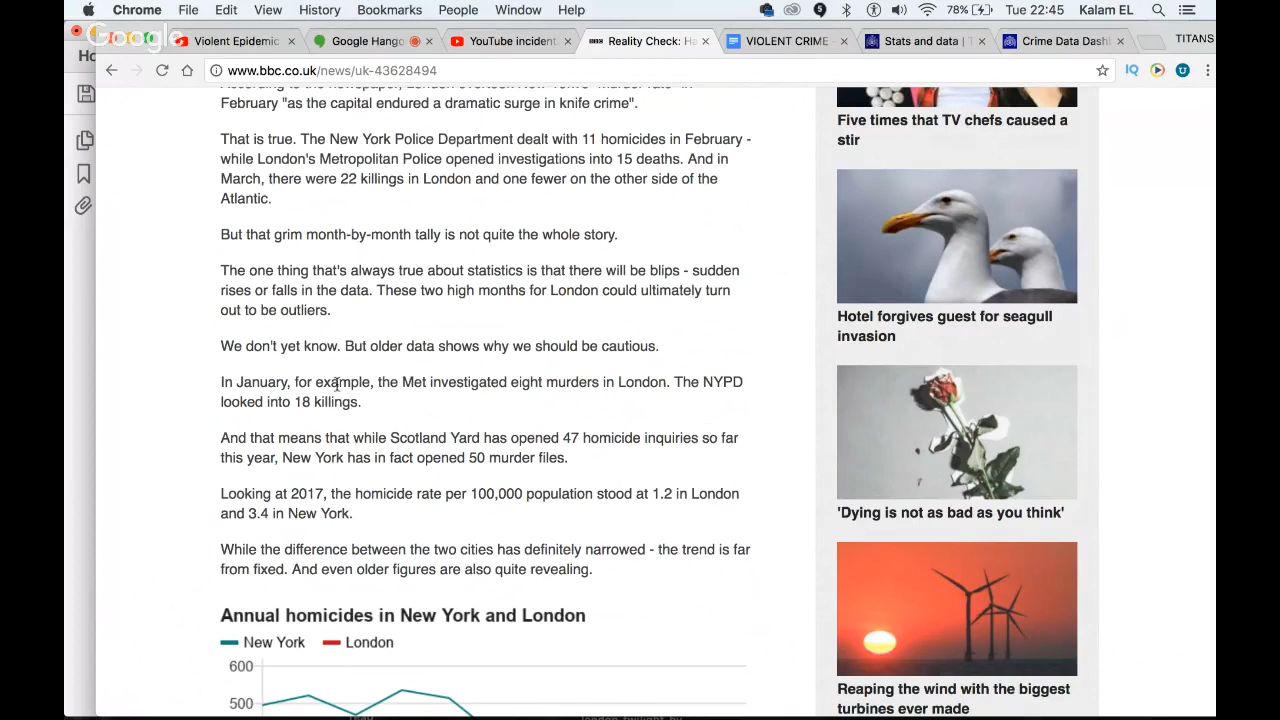 Chrome File Edit View History Bookmarks People Window Help 78% Tue 22:45 Kalam EL
Google
Violent Epidemic × Google Hango × YouTube inciden × BBC Reality Check: Ha × VIOLENT CRIME - × Stats and data | T × Crime Data Dash × TITANS
Ho
www.bbc.co.uk/news/uk-43628494
February "as the capital endured a dramatic surge in knife crime".
That is true. The New York Police Department dealt with 11 homicides in February -
while London's Metropolitan Police opened investigations into 15 deaths. And in
March, there were 22 killings in London and one fewer on the other side of the
Atlantic.
But that grim month-by-month tally is not quite the whole story.
The one thing that's always true about statistics is that there will be blips - sudden
rises or falls in the data. These two high months for London could ultimately turn
out to be outliers.
We don't yet know. But older data shows why we should be cautious.
In January, for example, the Met investigated eight murders in London. The NYPD
looked into 18 killings.
And that means that while Scotland Yard has opened 47 homicide inquiries so far
this year, New York has in fact opened 50 murder files.
Looking at 2017, the homicide rate per 100,000 population stood at 1.2 in London
and 3.4 in New York.
While the difference between the two cities has definitely narrowed - the trend is far
from fixed. And even older figures are also quite revealing.
Annual homicides in New York and London
New York London
600
500
Five times that TV chefs caused a
stir
Hotel forgives guest for seagull
invasion
'Dying is not as bad as you think'
Reaping the wind with the biggest
turbines ever made